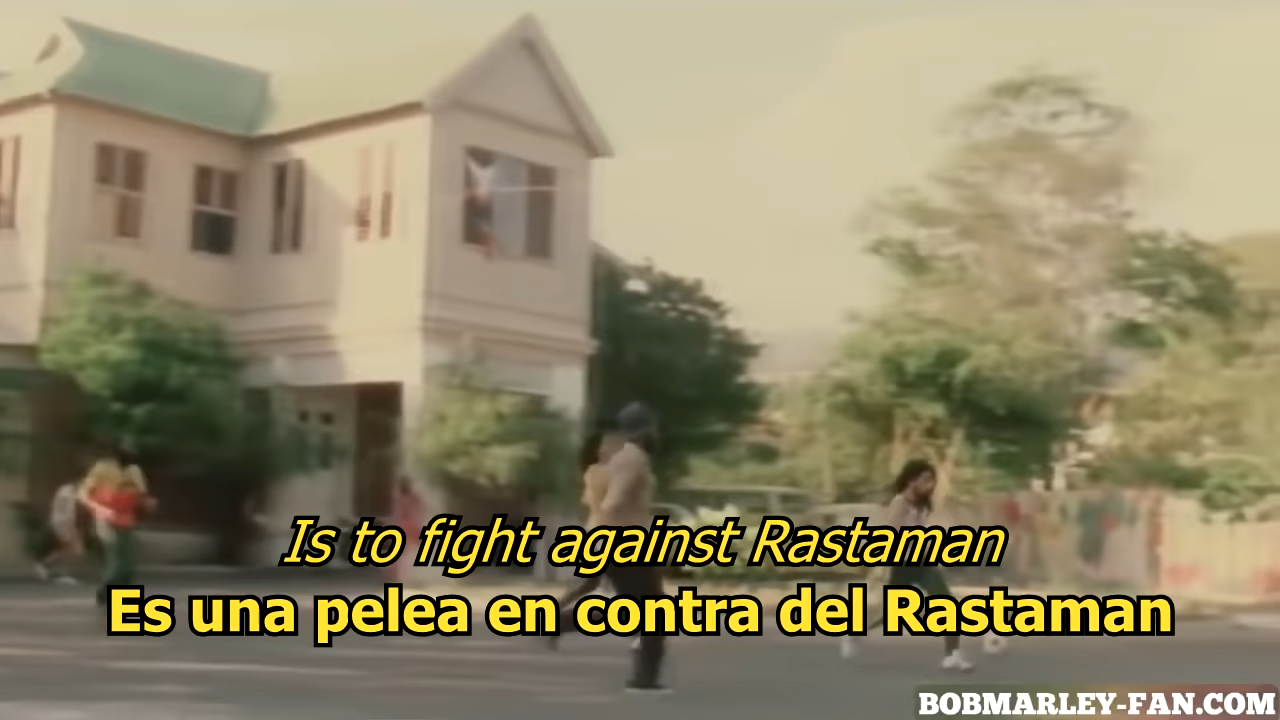 Is to fight against Rastaman
Es una pelea en contra del Rastaman
BOBMARLEY-FAN.COM